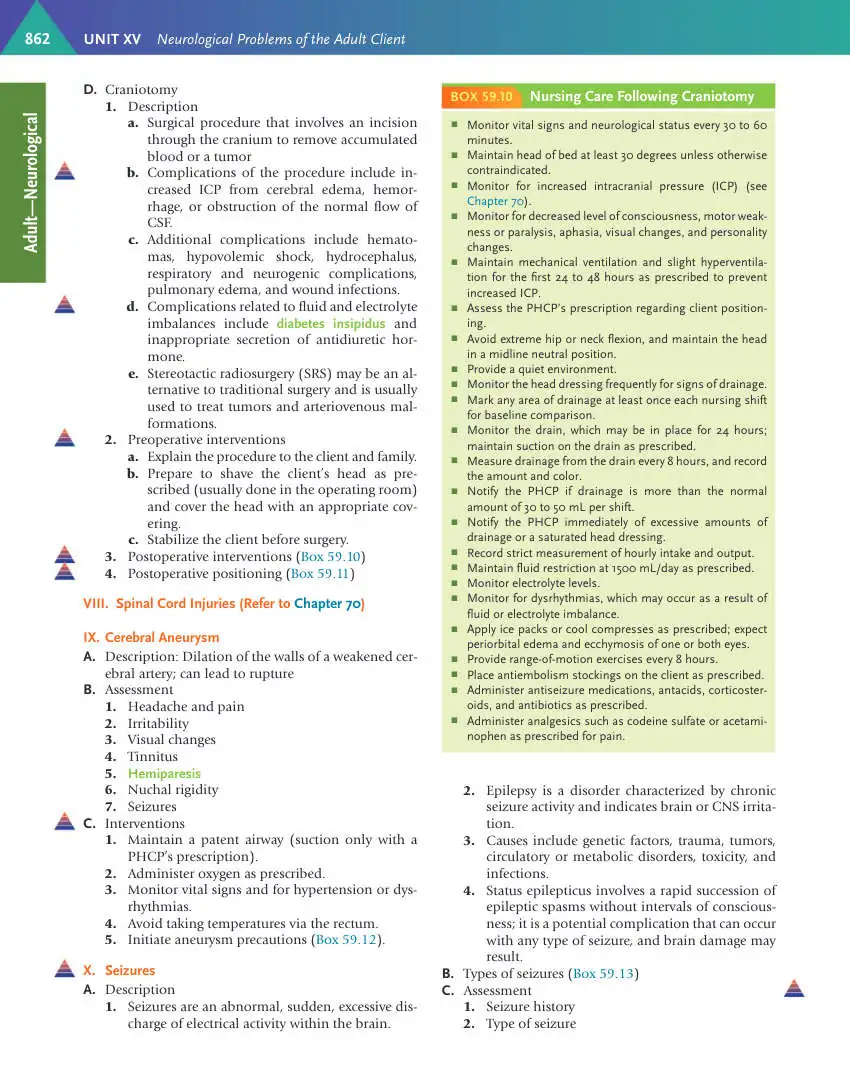 862
UNIT XV Neurological Problems of the Adult Client
Adult—Neurological
D. Craniotomy
1. Description
a. Surgical procedure that involves an incision
through the cranium to remove accumulated
blood or a tumor
b. Complications of the procedure include in-
creased ICP from cerebral edema, hemor-
rhage, or obstruction of the normal flow of
CSF.
c. Additional complications include hemato-
mas, hypovolemic shock, hydrocephalus,
respiratory and neurogenic complications,
pulmonary edema, and wound infections.
d. Complications related to fluid and electrolyte
imbalances include diabetes insipidus and
inappropriate secretion of antidiuretic hor-
mone.
e. Stereotactic radiosurgery (SRS) may be an al-
ternative to traditional surgery and is usually
used to treat tumors and arteriovenous mal-
formations.
2. Preoperative interventions
a. Explain the procedure to the client and family.
b. Prepare to shave the client's head as pre-
scribed (usually done in the operating room)
and cover the head with an appropriate cov-
ering.
c. Stabilize the client before surgery.
3. Postoperative interventions (Box 59.10)
4. Postoperative positioning (Box 59.11)
VIII. Spinal Cord Injuries (Refer to Chapter 70)
IX. Cerebral Aneurysm
A. Description: Dilation of the walls of a weakened cer-
ebral artery; can lead to rupture
B. Assessment
1. Headache and pain
2. Irritability
3. Visual changes
4. Tinnitus
5. Hemiparesis
6. Nuchal rigidity
7. Seizures
C. Interventions
1. Maintain a patent airway (suction only with a
PHCP's prescription).
2. Administer oxygen as prescribed.
3. Monitor vital signs and for hypertension or dys-
rhythmias.
4. Avoid taking temperatures via the rectum.
5. Initiate aneurysm precautions (Box 59.12).
X. Seizures
A. Description
1. Seizures are an abnormal, sudden, excessive dis-
charge of electrical activity within the brain.
BOX 59.10 Nursing Care Following Craniotomy
■ Monitor vital signs and neurological status every 30 to 60
minutes.
■ Maintain head of bed at least 30 degrees unless otherwise
contraindicated.
■ Monitor for increased intracranial pressure (ICP) (see
Chapter 70).
■ Monitor for decreased level of consciousness, motor weak-
ness or paralysis, aphasia, visual changes, and personality
changes.
■ Maintain mechanical ventilation and slight hyperventila-
tion for the first 24 to 48 hours as prescribed to prevent
increased ICP.
■ Assess the PHCP's prescription regarding client position-
ing.
■ Avoid extreme hip or neck flexion, and maintain the head
in a midline neutral position.
■ Provide a quiet environment.
■ Monitor the head dressing frequently for signs of drainage.
■ Mark any area of drainage at least once each nursing shift
for baseline comparison.
■ Monitor the drain, which may be in place for 24 hours;
maintain suction on the drain as prescribed.
■ Measure drainage from the drain every 8 hours, and record
the amount and color.
■ Notify the PHCP if drainage is more than the normal
amount of 30 to 50 mL per shift.
■ Notify the PHCP immediately of excessive amounts of
drainage or a saturated head dressing.
■ Record strict measurement of hourly intake and output.
■ Maintain fluid restriction at 1500 mL/day as prescribed.
■ Monitor electrolyte levels.
■ Monitor for dysrhythmias, which may occur as a result of
fluid or electrolyte imbalance.
■ Apply ice packs or cool compresses as prescribed; expect
periorbital edema and ecchymosis of one or both eyes.
■ Provide range-of-motion exercises every 8 hours.
■ Place antiembolism stockings on the client as prescribed.
■ Administer antiseizure medications, antacids, corticoster-
oids, and antibiotics as prescribed.
■ Administer analgesics such as codeine sulfate or acetami-
nophen as prescribed for pain.
2. Epilepsy is a disorder characterized by chronic
seizure activity and indicates brain or CNS irrita-
tion.
3. Causes include genetic factors, trauma, tumors,
circulatory or metabolic disorders, toxicity, and
infections.
4. Status epilepticus involves a rapid succession of
epileptic spasms without intervals of conscious-
ness; it is a potential complication that can occur
with any type of seizure, and brain damage may
result.
B. Types of seizures (Box 59.13)
C. Assessment
1. Seizure history
2. Type of seizure